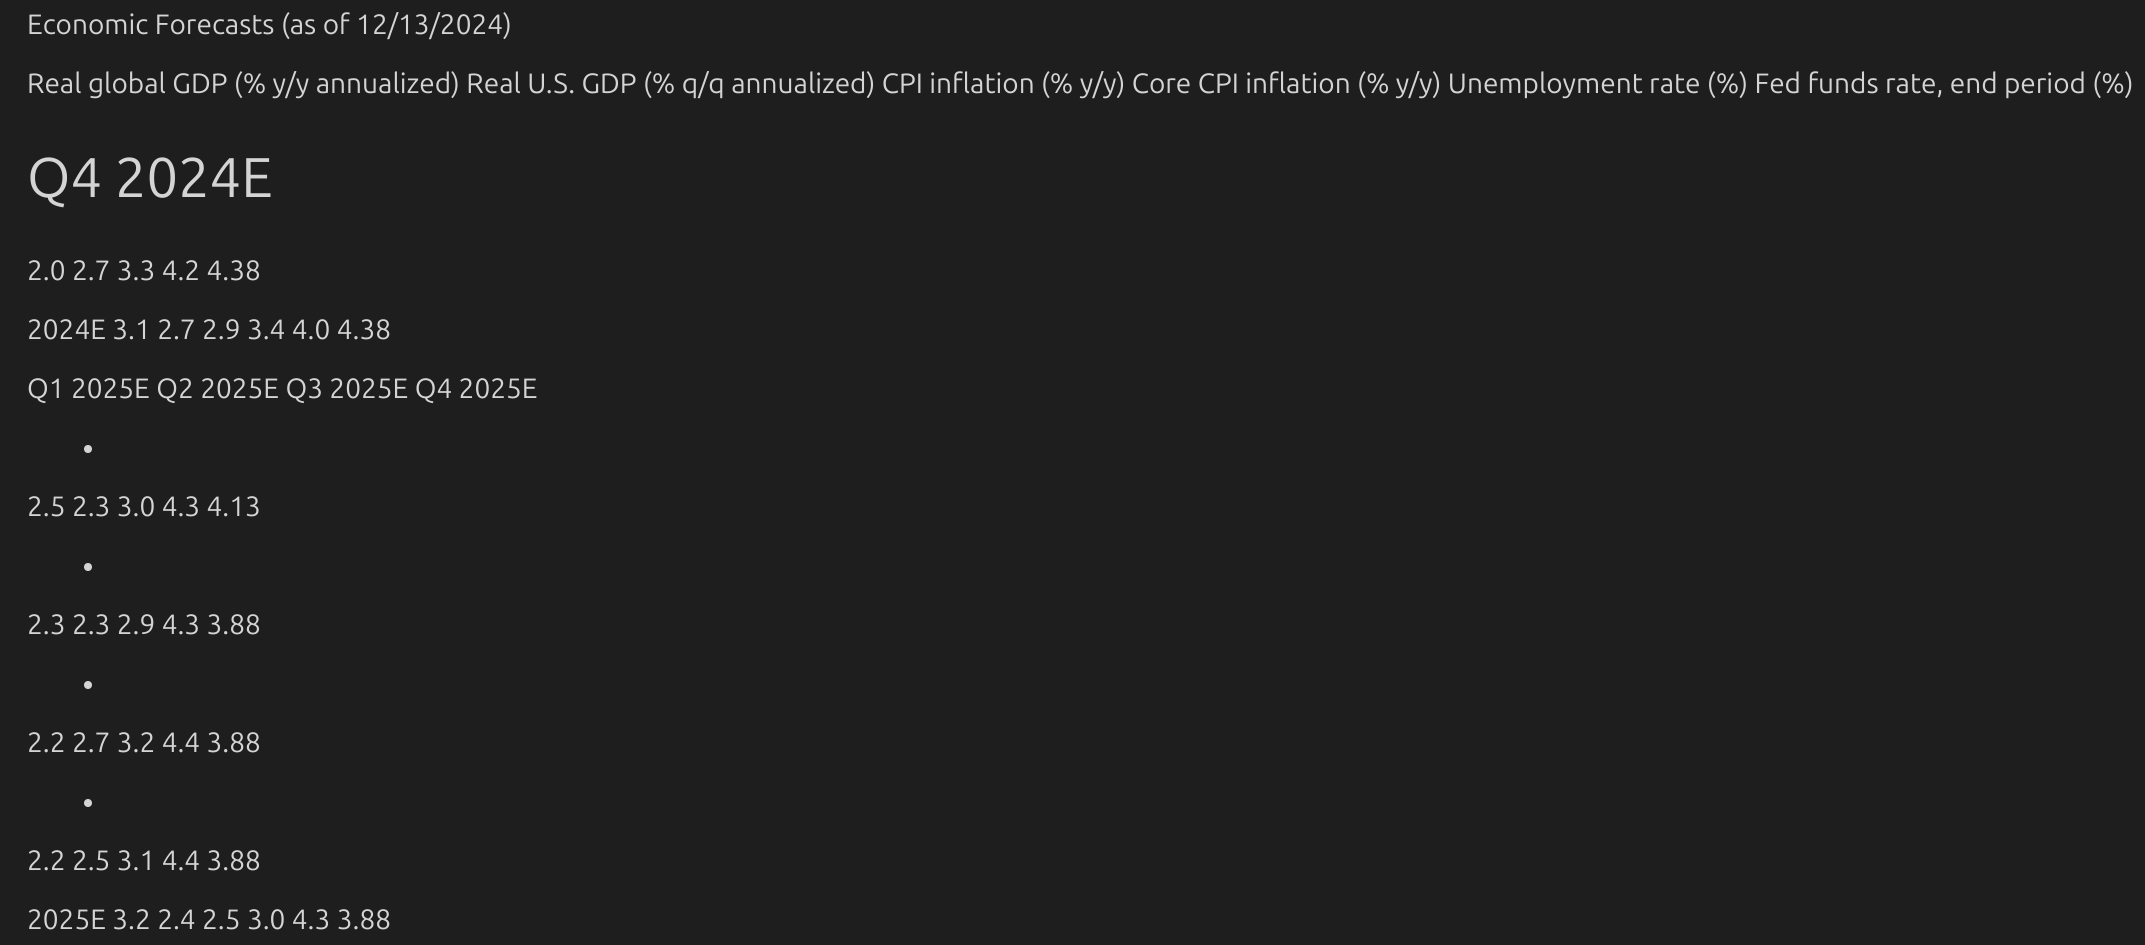 Economic Forecasts (as of 12/13/2024)
Real global GDP (% y/y annualized) Real U.S. GDP (% q/q annualized) CPI inflation (% y/y) Core CPI inflation (% y/y) Unemployment rate (%) Fed funds rate, end period (%)
Q4 2024E
2.0 2.7 3.3 4.2 4.38
2024E 3.1 2.7 2.9 3.4 4.0 4.38
Q1 2025E Q2 2025E Q3 2025E Q4 2025E
•
2.5 2.3 3.0 4.3 4.13
•
2.3 2.3 2.9 4.3 3.88
•
2.2 2.7 3.2 4.4 3.88
•
2.2 2.5 3.1 4.4 3.88
2025E 3.2 2.4 2.5 3.0 4.3 3.88